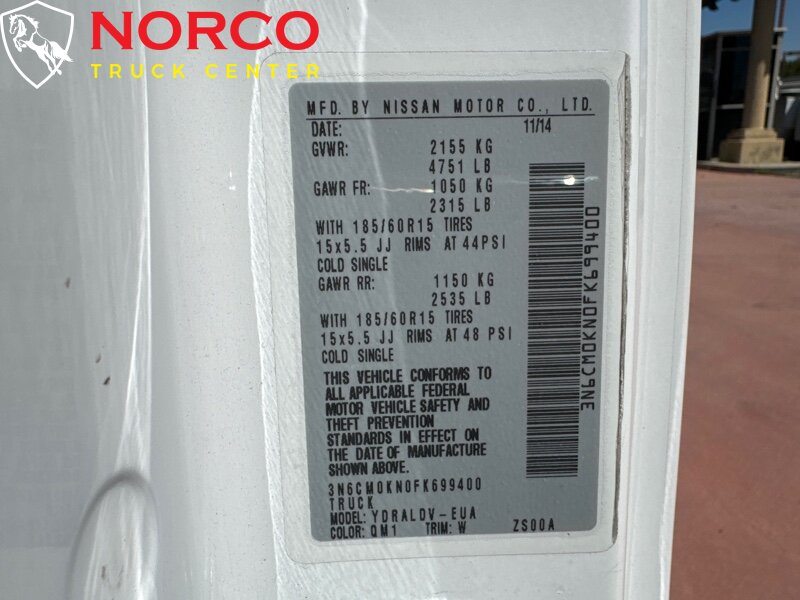 NORCO
TRUCK CENTER
MFD. BY NISSAN MOTOR CO., LTD.
DATE: 11/14
GVWR: 2155 KG
4751 LB
GAWR FR: 1050 KG
2315 LB
WITH 185/60R15 TIRES
15x5.5 JJ RIMS AT 44PSI
COLD SINGLE
GAWR RR: 1150 KG
2535 LB
WITH 185/60R15 TIRES
15x5.5 JJ RIMS AT 48 PSI
COLD SINGLE
THIS VEHICLE CONFORMS TO
ALL APPLICABLE FEDERAL
MOTOR VEHICLE SAFETY AND
THEFT PREVENTION
STANDARDS IN EFFECT ON
THE DATE OF MANUFACTURE
SHOWN ABOVE.
3N6CM0KN0FK699400
TRUCK
MODEL: YDRALDV-EUA
COLOR: QM1 TRIM: W ZS00A
3N6CM0KN0FK699400